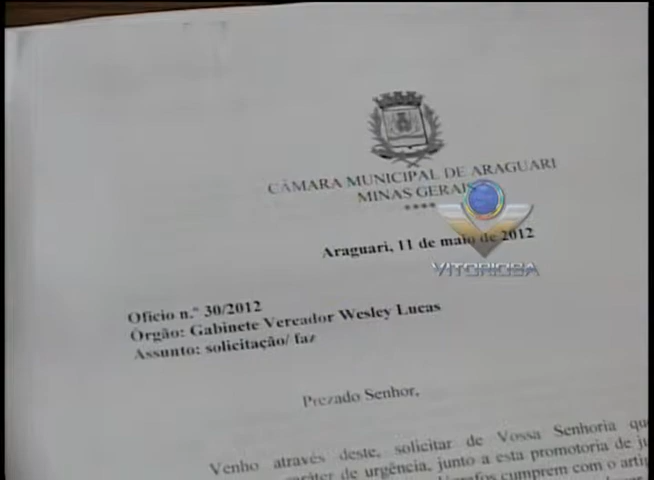 CÂMARA MUNICIPAL DE ARAGUARI
MINAS GERAIS
****
Araguari, 11 de maio de 2012
VITORIOSA
Ofício n.º 30/2012
Órgão: Gabinete Vereador Wesley Lucas
Assunto: solicitação/ faz
Prezado Senhor,
Venho através deste, solicitar de Vossa Senhoria
de urgência, junto a esta promotoria de
cumprem com o